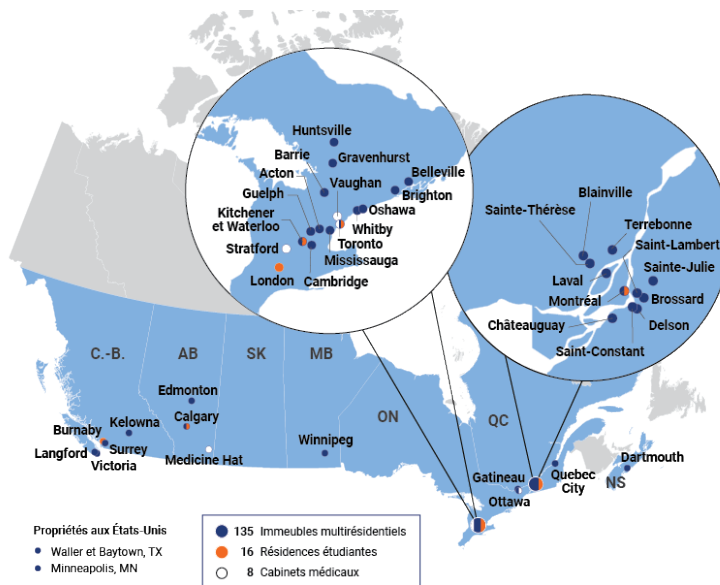 Huntsville
Barrie
Gravenhurst
Acton
Vaughan
Belleville
Guelph
Brighton
Kitchener
et Waterloo
Oshawa
Whitby
Stratford
Toronto
Mississauga
London
Cambridge
Blainville
Sainte-Thérèse
Terrebonne
Saint-Lambert
Sainte-Julie
Laval
Montréal
Brossard
Châteauguay
Delson
Saint-Constant
C.-B.
AB
SK
MB
ON
QC
NS
Edmonton
Calgary
Kelowna
Burnaby
Surrey
Langford
Victoria
Medicine Hat
Winnipeg
Gatineau
Ottawa
Quebec
City
Dartmouth
Propriétés aux États-Unis
Waller et Baytown, TX
Minneapolis, MN
135 Immeubles multirésidentiels
16 Résidences étudiantes
8 Cabinets médicaux